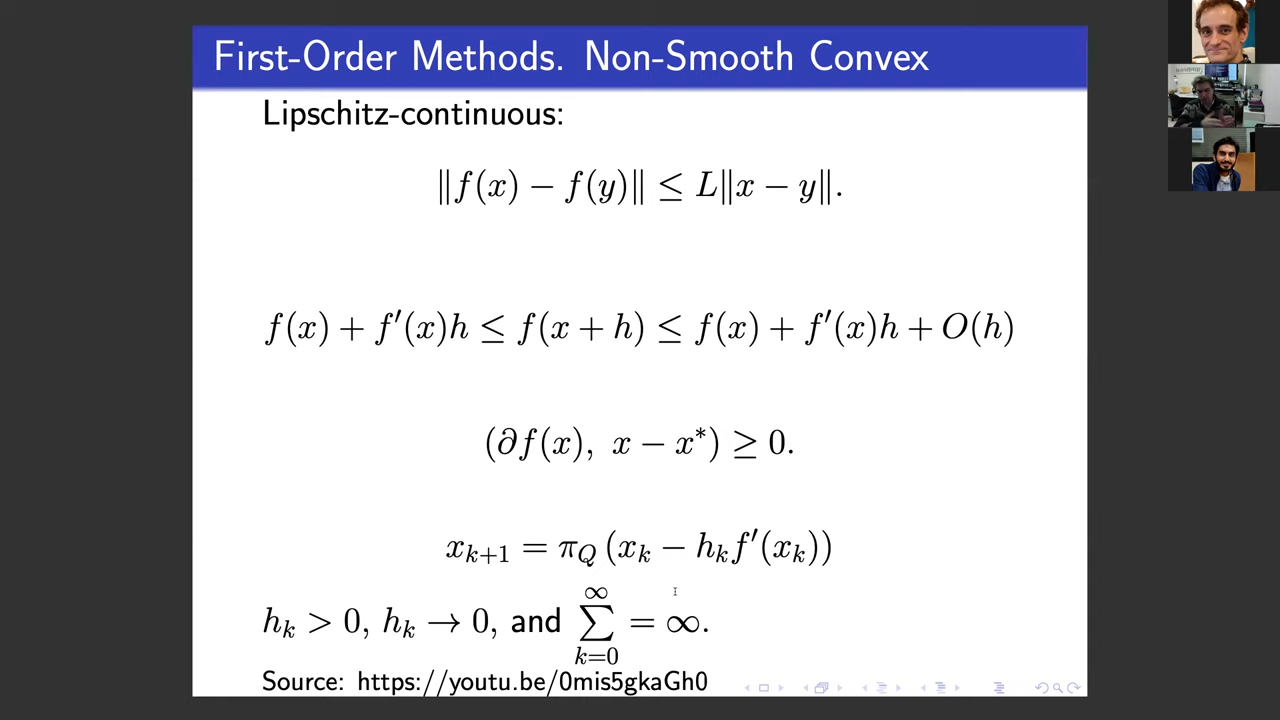 First-Order Methods. Non-Smooth Convex
Lipschitz-continuous:
‖f(x) − f(y)‖ ≤ L‖x − y‖.
f(x) + f′(x)h ≤ f(x + h) ≤ f(x) + f′(x)h + O(h)
(∂f(x), x − x*) ≥ 0.
x_{k+1} = π_Q (x_k − h_k f′(x_k))
h_k > 0, h_k → 0, and ∑_{k=0}^{∞} = ∞.
Source: https://youtu.be/0mis5gkaGh0